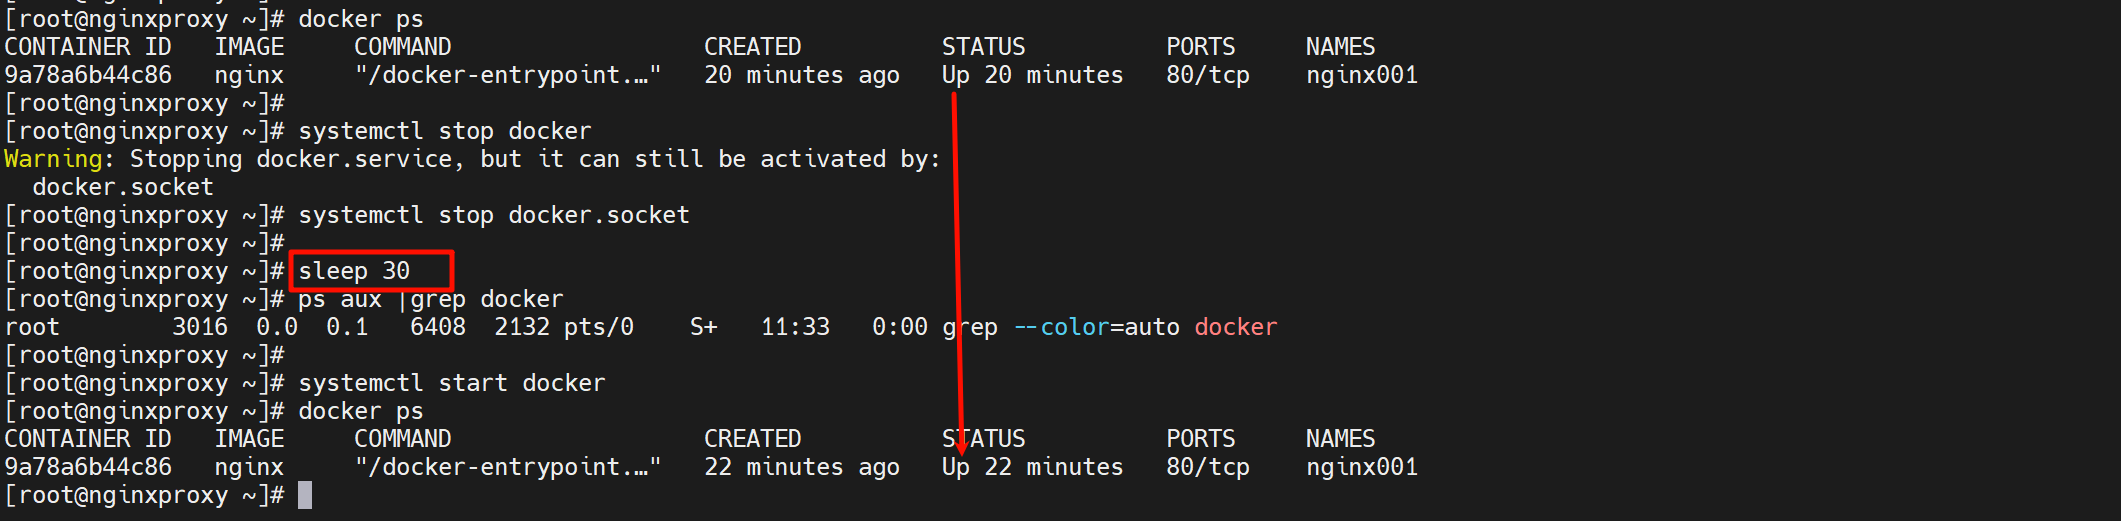 [root@nginxproxy ~]# docker ps
CONTAINER ID   IMAGE     COMMAND                  CREATED          STATUS          PORTS     NAMES
9a78a6b44c86   nginx     "/docker-entrypoint.…"   20 minutes ago   Up 20 minutes   80/tcp    nginx001
[root@nginxproxy ~]#
[root@nginxproxy ~]# systemctl stop docker
Warning: Stopping docker.service, but it can still be activated by:
  docker.socket
[root@nginxproxy ~]# systemctl stop docker.socket
[root@nginxproxy ~]#
[root@nginxproxy ~]# sleep 30
[root@nginxproxy ~]# ps aux |grep docker
root        3016  0.0  0.1   6408  2132 pts/0    S+   11:33   0:00 grep --color=auto docker
[root@nginxproxy ~]#
[root@nginxproxy ~]# systemctl start docker
[root@nginxproxy ~]# docker ps
CONTAINER ID   IMAGE     COMMAND                  CREATED          STATUS          PORTS     NAMES
9a78a6b44c86   nginx     "/docker-entrypoint.…"   22 minutes ago   Up 22 minutes   80/tcp    nginx001
[root@nginxproxy ~]#